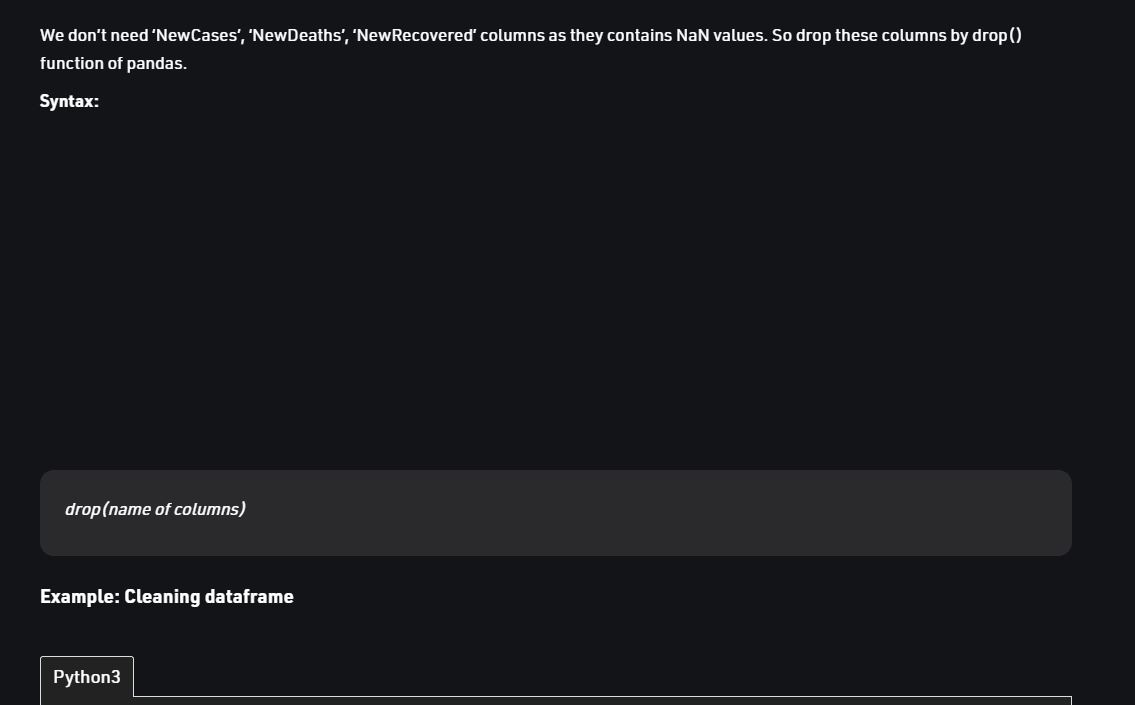 We don't need ‘NewCases’, ‘NewDeaths’, ‘NewRecovered’ columns as they contains NaN values. So drop these columns by drop()
function of pandas.
Syntax:
drop(name of columns)
Example: Cleaning dataframe
Python3